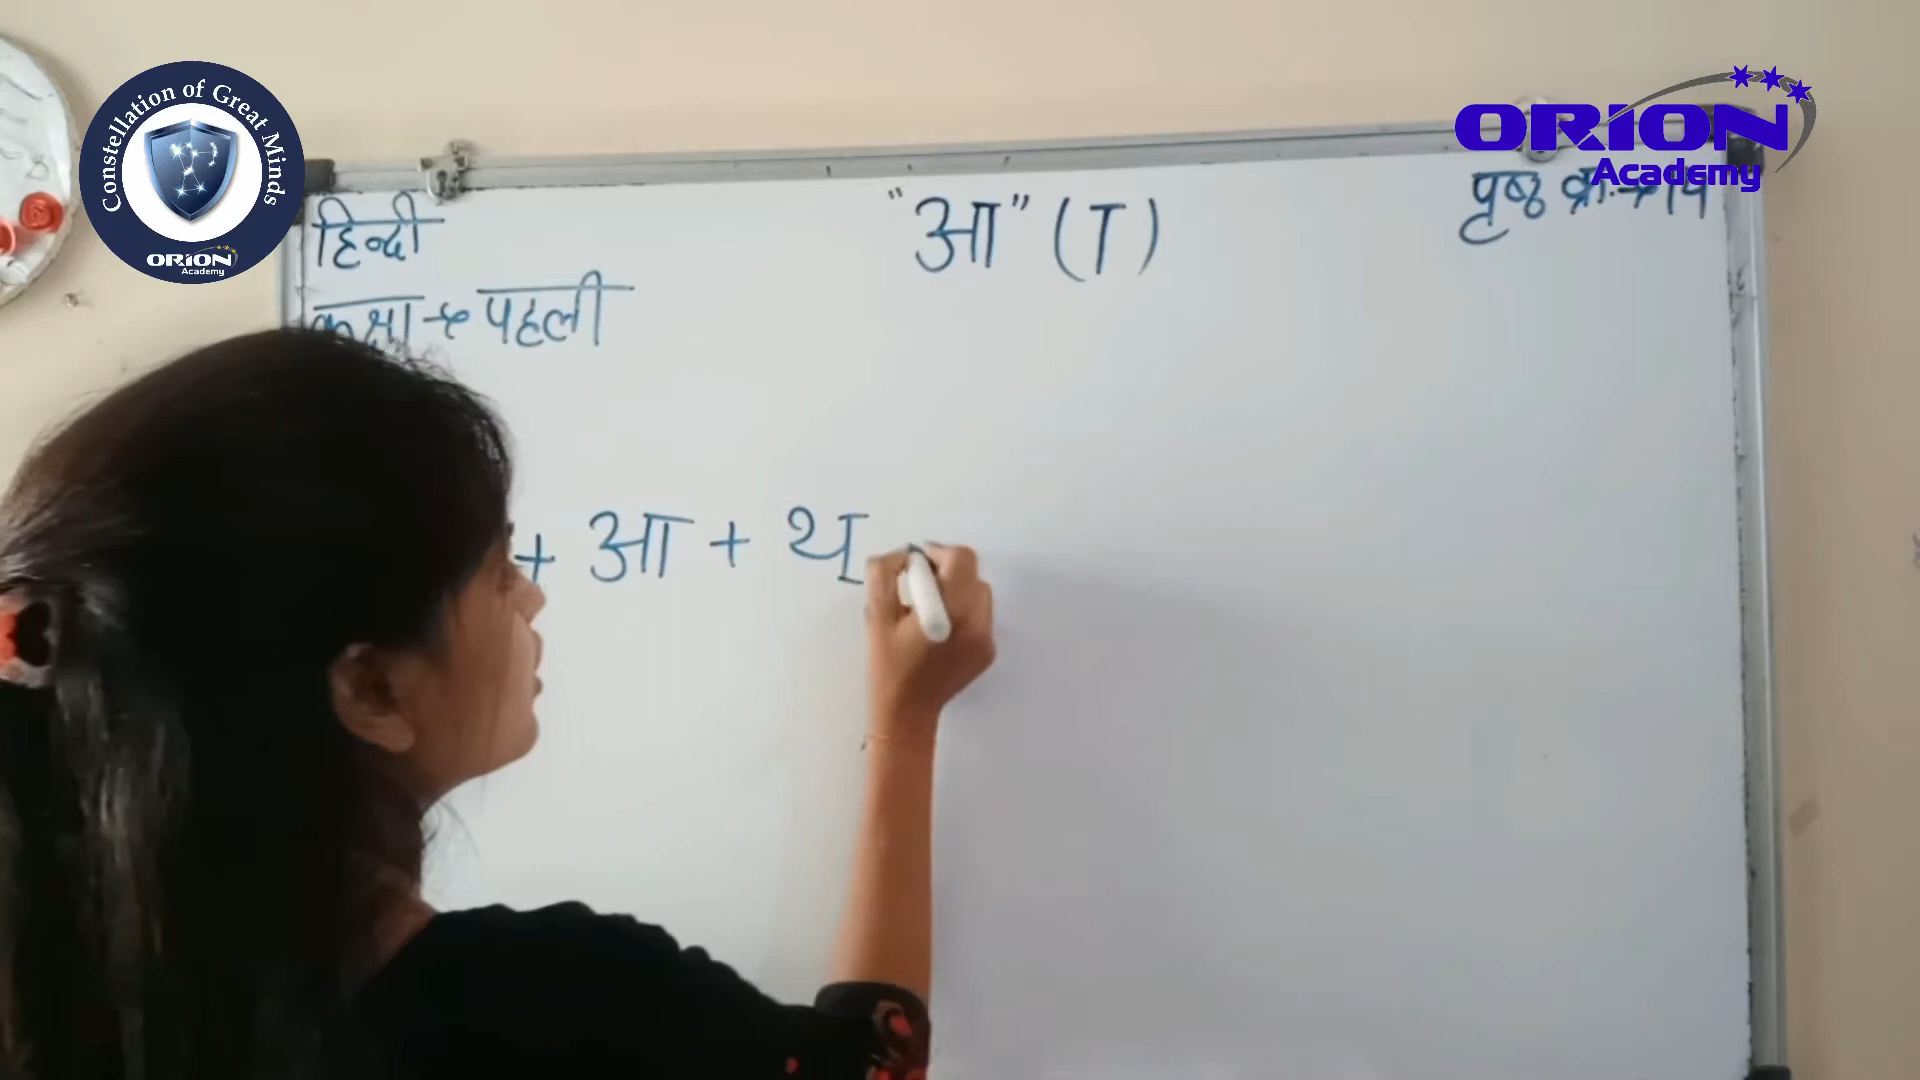 Constellation of Great Minds
ORION
Academy
ORION
Academy
हिन्दी
"आ" (ा)
पृष्ठ क्र.→
कक्षा → पहली
+ आ + थ्